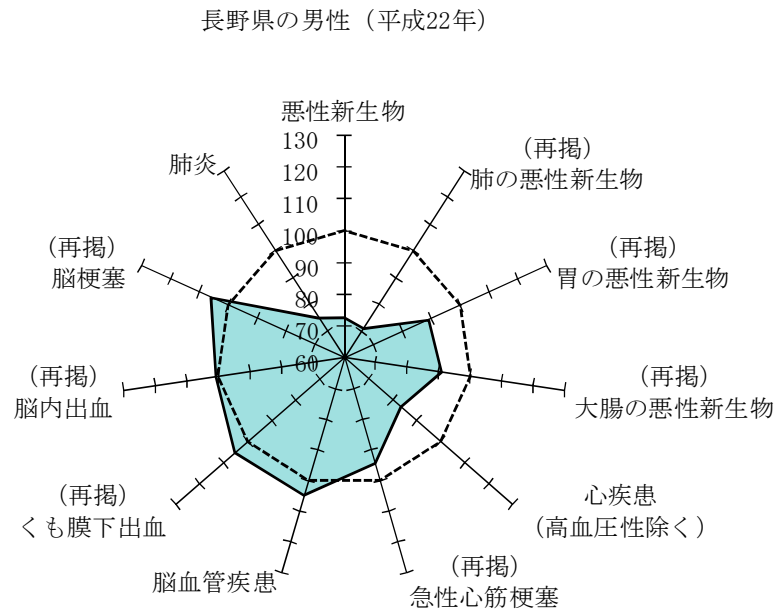 長野県の男性（平成22年）
悪性新生物
130
120
110
100
90
80
70
60
（再掲）
肺の悪性新生物
（再掲）
胃の悪性新生物
（再掲）
大腸の悪性新生物
心疾患
（高血圧性除く）
（再掲）
急性心筋梗塞
脳血管疾患
（再掲）
くも膜下出血
（再掲）
脳内出血
（再掲）
脳梗塞
肺炎